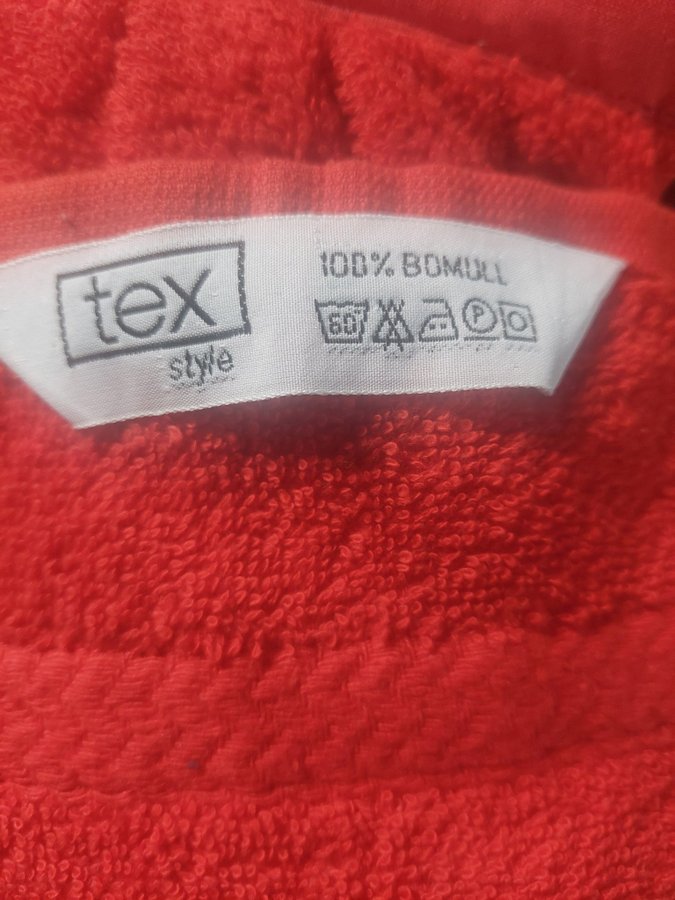 tex
style
100% BOMULL
60 P